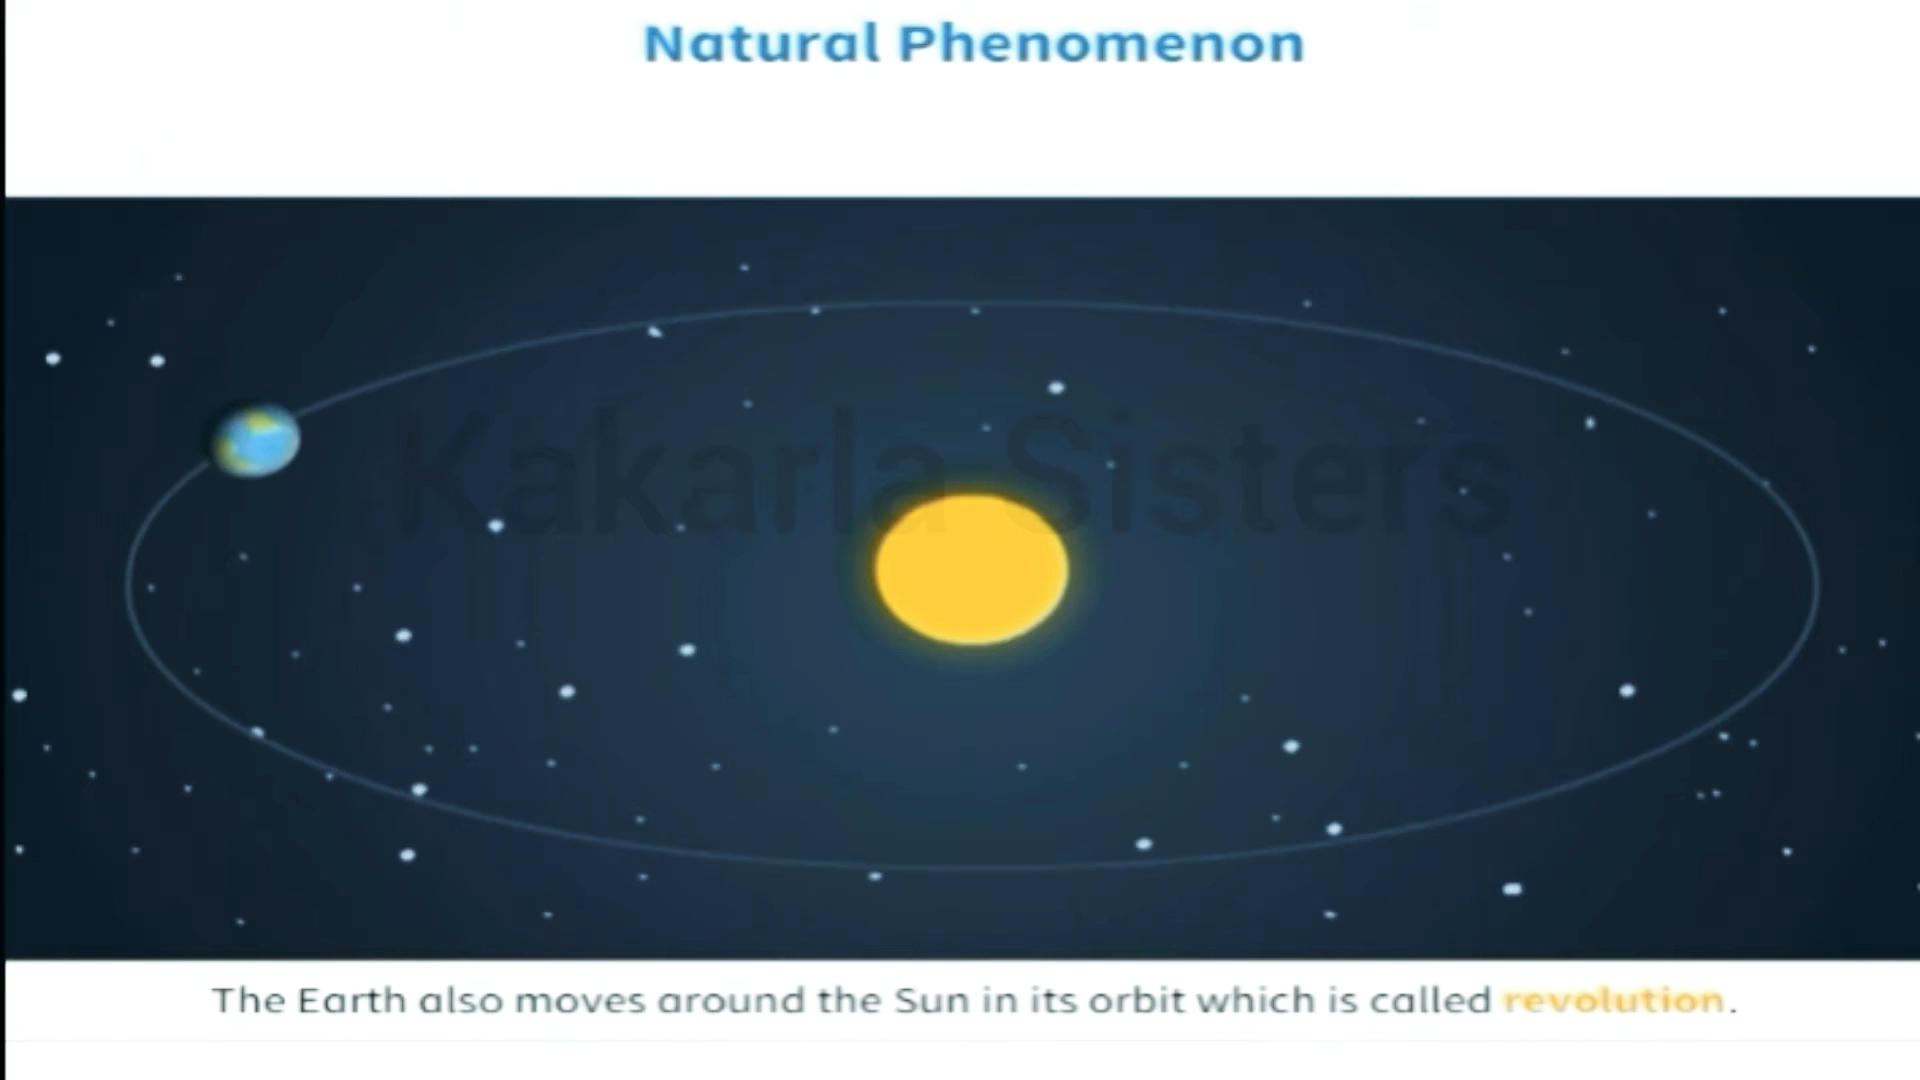 Natural Phenomenon
Kakarla Sisters
The Earth also moves around the Sun in its orbit which is called revolution.